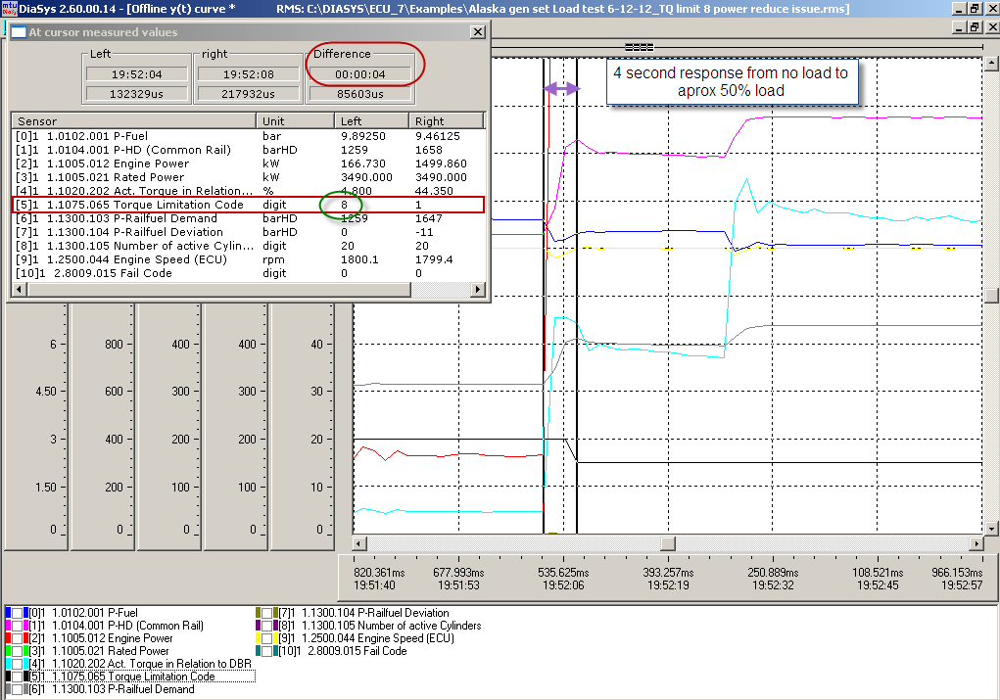 mtu DiaSys 2.60.00.14 - [Offline y(t) curve * RMS: C:\DIASYS\ECU_7\Examples\Alaska gen set Load test 6-12-12_TQ limit 8 power reduce issue.rms]
At cursor measured values
Left right Difference
19:52:04 19:52:08 00:00:04
132329us 217932us 85603us
4 second response from no load to
aprox 50% load
Sensor Unit Left Right
[0]1 1.0102.001 P-Fuel bar 9.89250 9.46125
[1]1 1.0104.001 P-HD (Common Rail) barHD 1259 1658
[2]1 1.1005.012 Engine Power kW 166.730 1499.860
[3]1 1.1005.021 Rated Power kW 3490.000 3490.000
[4]1 1.1020.202 Act. Torque in Relation... % 4.800 44.350
[5]1 1.1075.065 Torque Limitation Code digit 8 1
[6]1 1.1300.103 P-Railfuel Demand barHD 1259 1647
[7]1 1.1300.104 P-Railfuel Deviation barHD 0 -11
[8]1 1.1300.105 Number of active Cylin... digit 20 20
[9]1 1.2500.044 Engine Speed (ECU) rpm 1800.1 1799.4
[10]1 2.8009.015 Fail Code digit 0 0
6 800 400 400 40
4.50 600 300 300 30
3 400 200 200 20
1.50 200 100 100 10
0 0 0 0 0
820.361ms 677.993ms 535.625ms 393.257ms 250.889ms 108.521ms 966.153ms
19:51:40 19:51:53 19:52:06 19:52:19 19:52:32 19:52:45 19:52:57
[0]1 1.0102.001 P-Fuel [7]1 1.1300.104 P-Railfuel Deviation
[1]1 1.0104.001 P-HD (Common Rail) [8]1 1.1300.105 Number of active Cylinders
[2]1 1.1005.012 Engine Power [9]1 1.2500.044 Engine Speed (ECU)
[3]1 1.1005.021 Rated Power [10]1 2.8009.015 Fail Code
[4]1 1.1020.202 Act. Torque in Relation to DBR
[5]1 1.1075.065 Torque Limitation Code
[6]1 1.1300.103 P-Railfuel Demand